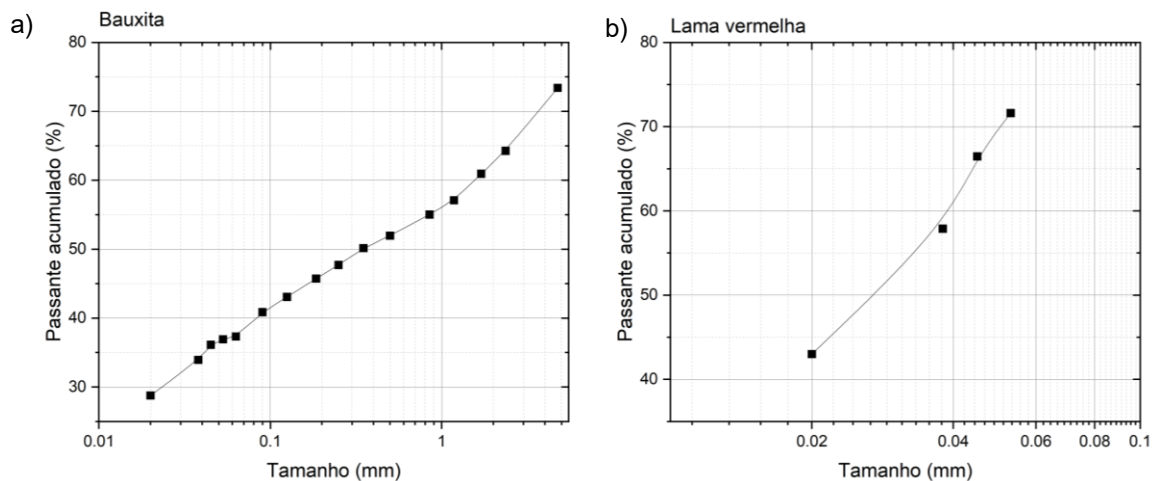 a)
Bauxita
80
70
60
50
40
30
0.01
0.1
1
Passante acumulado (%)
Tamanho (mm)
b)
Lama vermelha
80
70
60
50
40
0.02
0.04
0.06
0.08
0.1
Passante acumulado (%)
Tamanho (mm)